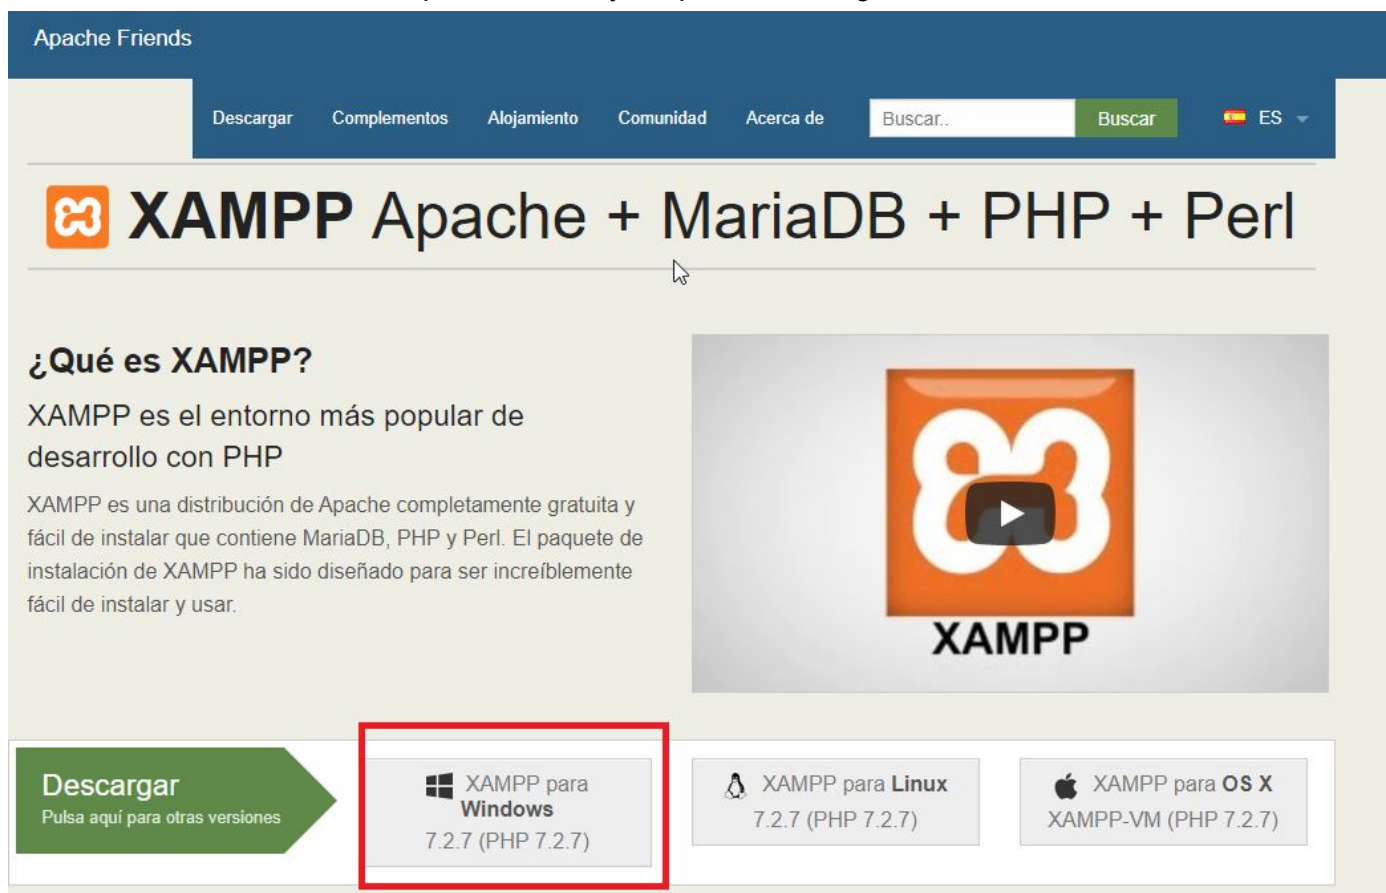 Apache Friends
Descargar Complementos Alojamiento Comunidad Acerca de Buscar.. Buscar ES
XAMPP Apache + MariaDB + PHP + Perl
¿Qué es XAMPP?
XAMPP es el entorno más popular de
desarrollo con PHP
XAMPP es una distribución de Apache completamente gratuita y
fácil de instalar que contiene MariaDB, PHP y Perl. El paquete de
instalación de XAMPP ha sido diseñado para ser increíblemente
fácil de instalar y usar.
XAMPP
Descargar
Pulsa aquí para otras versiones
XAMPP para
Windows
7.2.7 (PHP 7.2.7)
XAMPP para Linux
7.2.7 (PHP 7.2.7)
XAMPP para OS X
XAMPP-VM (PHP 7.2.7)